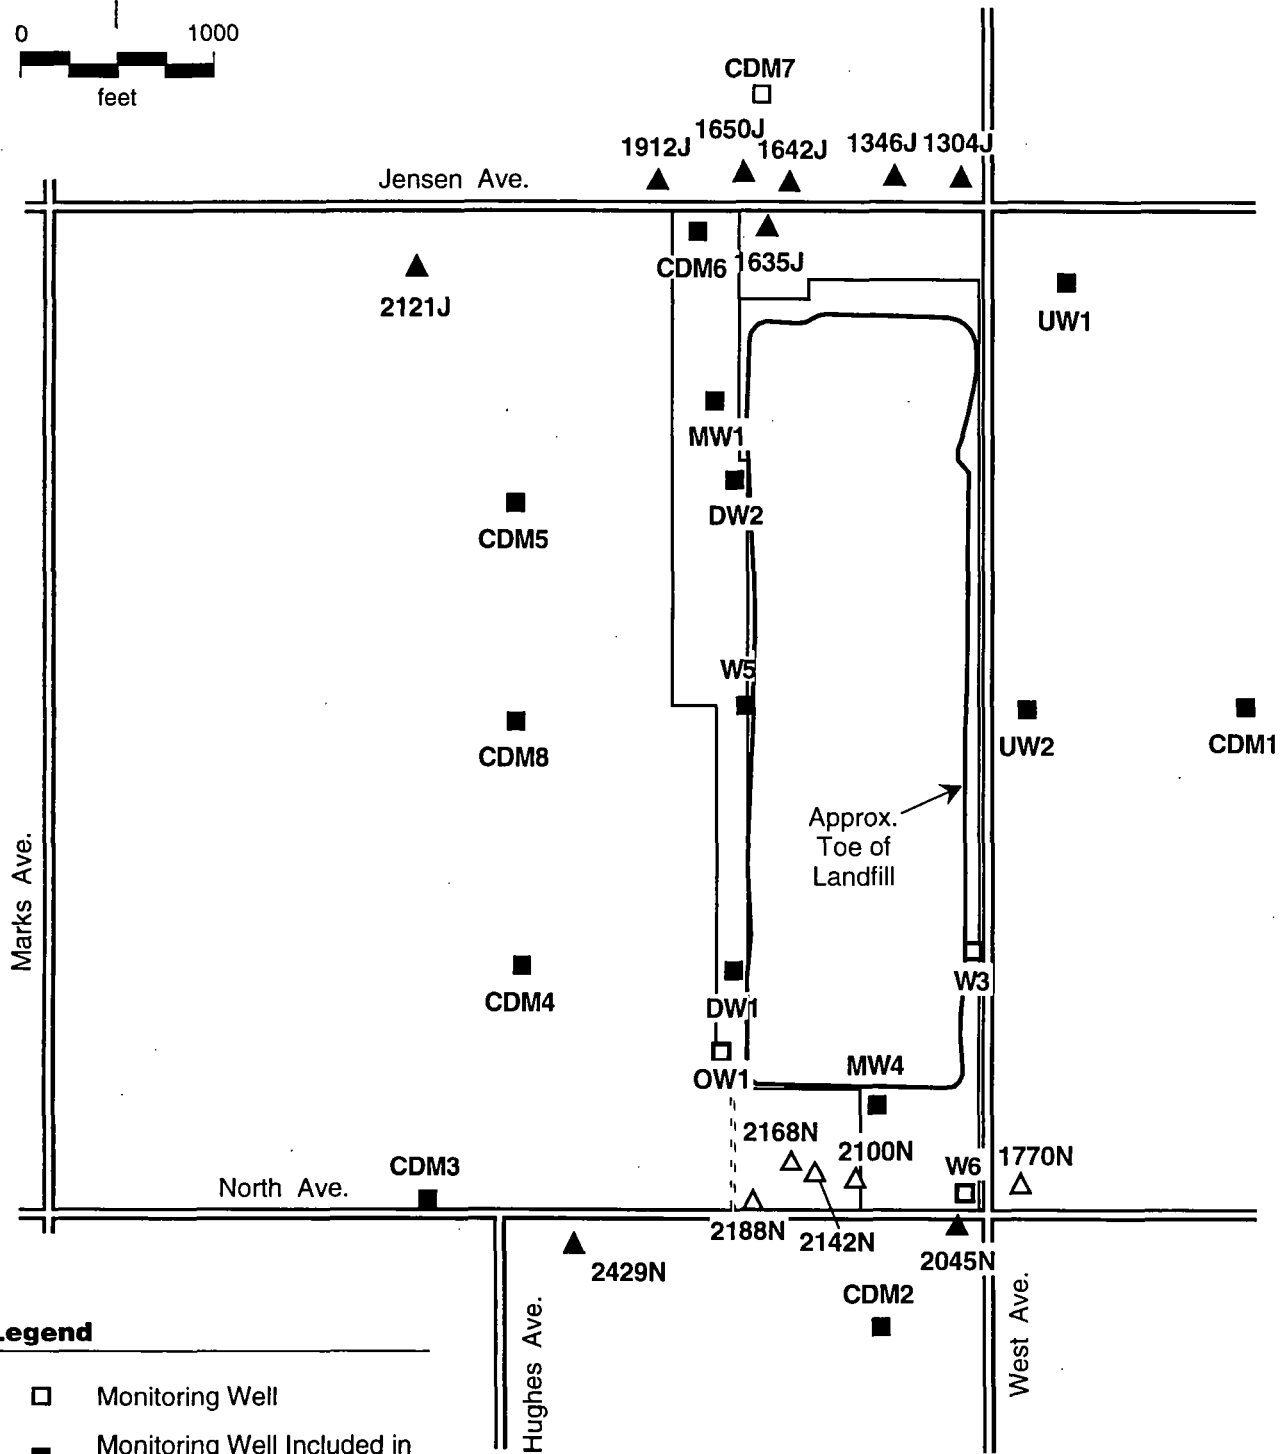 0 1000
feet
CDM7
1650J
1912J
1642J
1346J
1304J
Jensen Ave.
CDM6
1635J
2121J
UW1
MW1
DW2
CDM5
W5
CDM8
UW2
CDM1
Approx.
Toe of
Landfill
Marks Ave.
W3
CDM4
DW1
OW1
MW4
2168N
2100N
CDM3
W6
1770N
North Ave.
2188N
2142N
2045N
2429N
CDM2
Hughes Ave.
West Ave.
Legend
Monitoring Well
Monitoring Well Included in